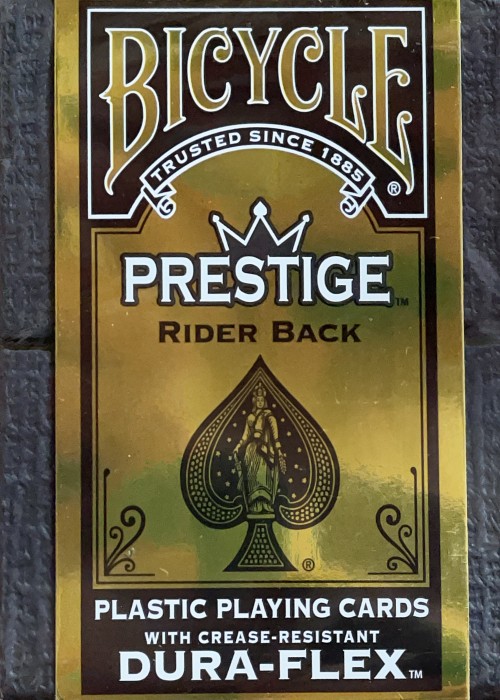 BICYCLE
TRUSTED SINCE 1885
®
PRESTIGE™
RIDER BACK
®
PLASTIC PLAYING CARDS
WITH CREASE-RESISTANT
DURA-FLEX™